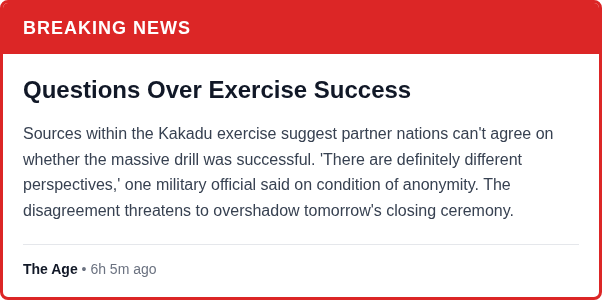 BREAKING NEWS
Questions Over Exercise Success
Sources within the Kakadu exercise suggest partner nations can't agree on
whether the massive drill was successful. 'There are definitely different
perspectives,' one military official said on condition of anonymity. The
disagreement threatens to overshadow tomorrow's closing ceremony.
The Age • 6h 5m ago